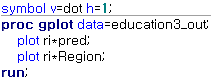 symbol v=dot h=1;
proc gplot data=education3_out;
plot ri*pred;
plot ri*Region;
run;